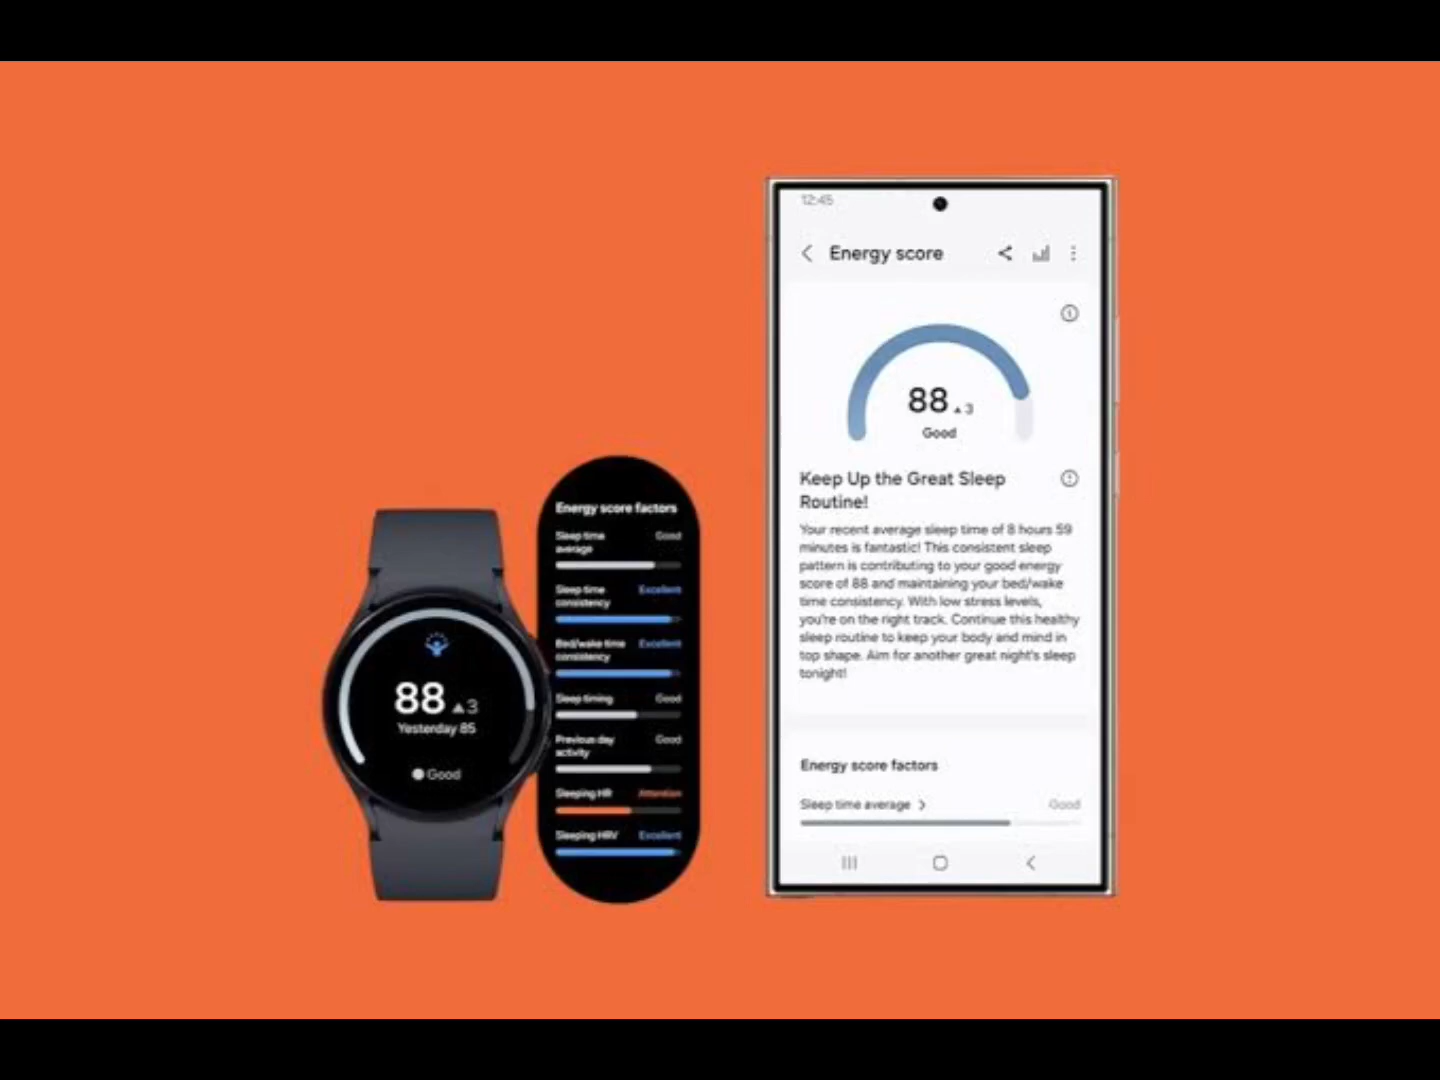 88 ▲3
Yesterday 85
Good
Energy score factors
Sleep time
average
Good
Sleep time
consistency
Excellent
Bed/wake time
consistency
Excellent
Sleep timing
Good
Previous day
activity
Good
Sleeping HR
Attention
Sleeping HRV
Excellent
12:45
Energy score
88 ▲3
Good
Keep Up the Great Sleep
Routine!
Your recent average sleep time of 8 hours 59
minutes is fantastic! This consistent sleep
pattern is contributing to your good energy
score of 88 and maintaining your bed/wake
time consistency. With low stress levels,
you're on the right track. Continue this healthy
sleep routine to keep your body and mind in
top shape. Aim for another great night's sleep
tonight!
Energy score factors
Sleep time average >
Good